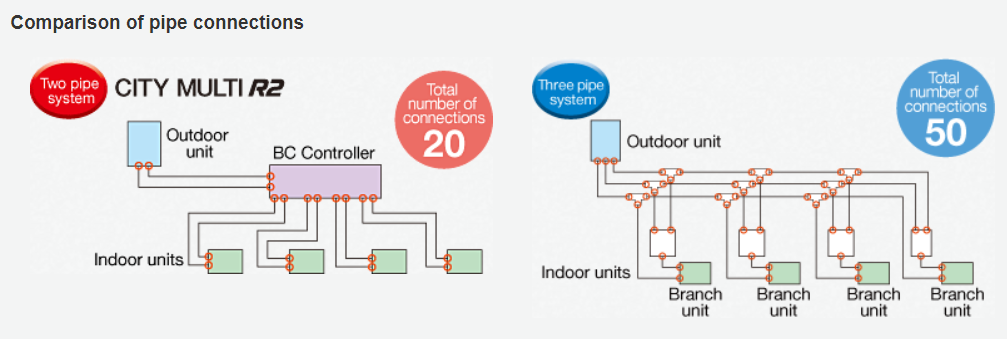 Comparison of pipe connections
Two pipe
system
CITY MULTI R2
Total
number of
connections
20
Outdoor
unit
BC Controller
Indoor units
Three pipe
system
Total
number of
connections
50
Outdoor unit
Indoor units
Branch
unit
Branch
unit
Branch
unit
Branch
unit